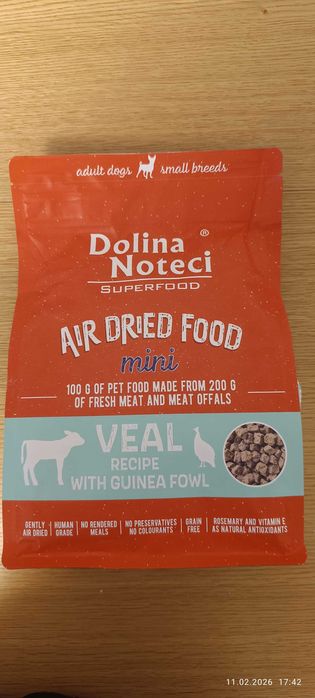 adult dogs small breeds
Dolina
Noteci ®
SUPERFOOD
AIR DRIED FOOD
mini
100 G OF PET FOOD MADE FROM 200 G
OF FRESH MEAT AND MEAT OFFALS
VEAL
RECIPE
WITH GUINEA FOWL
GENTLY AIR DRIED | HUMAN GRADE | NO RENDERED MEALS | NO PRESERVATIVES NO COLOURANTS | GRAIN FREE | ROSEMARY AND VITAMIN E AS NATURAL ANTIOXIDANTS
11.02.2026 17:42